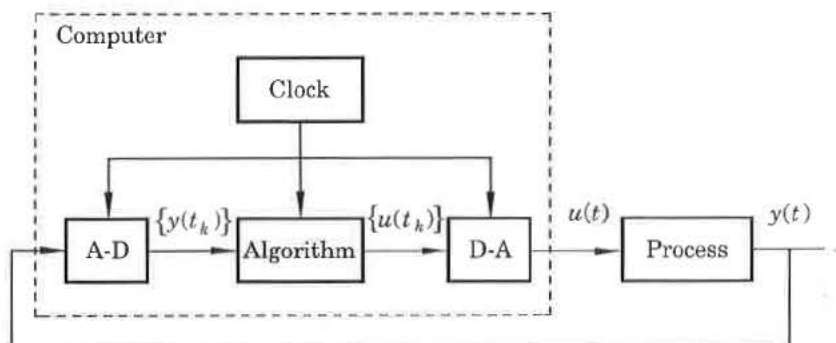 Computer
Clock
{y(t_k)}
{u(t_k)}
u(t)
y(t)
A-D
Algorithm
D-A
Process